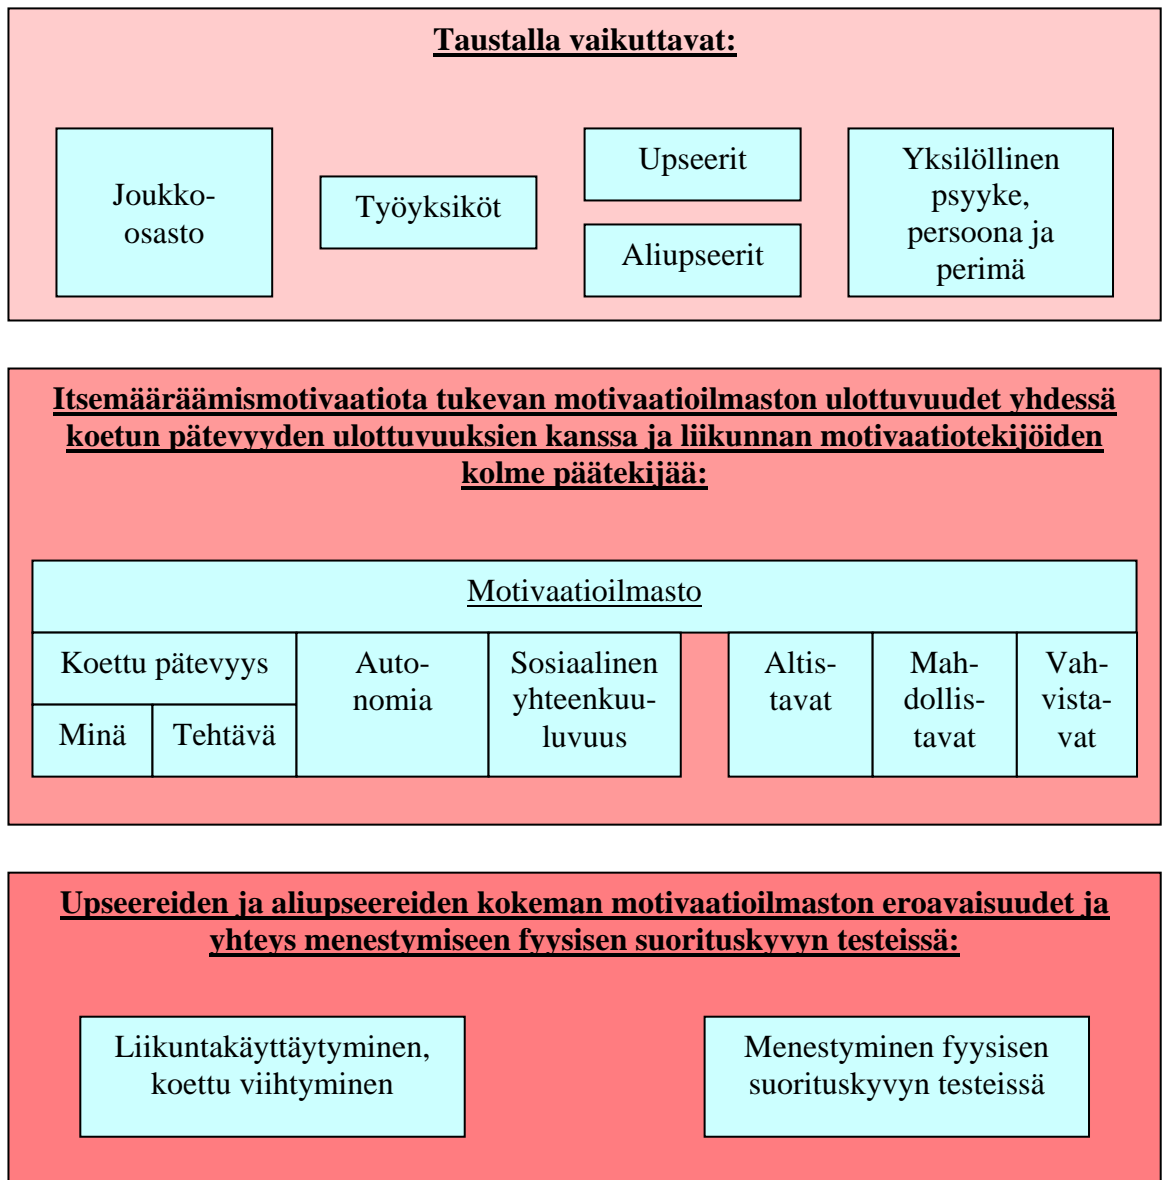 Taustalla vaikuttavat:
Joukko-
osasto
Työyksiköt
Upseerit
Aliupseerit
Yksilöllinen
psyyke,
persoona ja
perimä
Itsemääräämismotivaatiota tukevan motivaatioilmaston ulottuvuudet yhdessä
koetun pätevyyden ulottuvuuksien kanssa ja liikunnan motivaatiotekijöiden
kolme päätekijää:
Motivaatioilmasto
Koettu pätevyys
Minä
Tehtävä
Auto-
nomia
Sosiaalinen
yhteenkuu-
luvuus
Altis-
tavat
Mah-
dollis-
tavat
Vah-
vista-
vat
Upseereiden ja aliupseereiden kokeman motivaatioilmaston eroavaisuudet ja
yhteys menestymiseen fyysisen suorituskyvyn testeissä:
Liikuntakäyttäytyminen,
koettu viihtyminen
Menestyminen fyysisen
suorituskyvyn testeissä